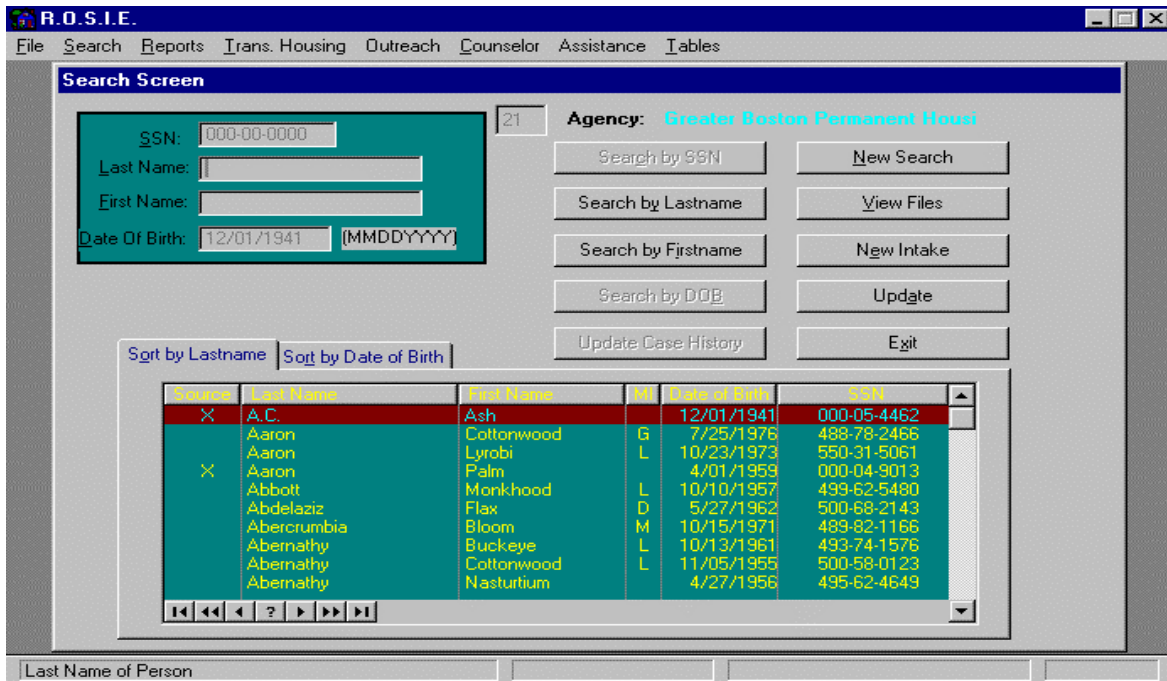 R.O.S.I.E.
File Search Reports Trans. Housing Outreach Counselor Assistance Tables
Search Screen
SSN: 000-00-0000
Last Name:
First Name:
Date Of Birth: 12/01/1941 (MMDDYYYY)
21 Agency: Greater Boston Permanent Housi
Search by SSN New Search
Search by Lastname View Files
Search by Firstname New Intake
Search by DOB Update
Update Case History Exit
Sort by Lastname Sort by Date of Birth
Source Last Name First Name MI Date of Birth SSN
X A.C. Ash 12/01/1941 000-05-4462
Aaron Cottonwood G 7/25/1976 488-78-2466
Aaron Lyrobi L 10/23/1973 550-31-5061
X Aaron Palm 4/01/1959 000-04-9013
Abbott Monkhood L 10/10/1957 499-62-5480
Abdelaziz Flax D 5/27/1962 500-68-2143
Abercrumbia Bloom M 10/15/1971 489-82-1166
Abernathy Buckeye L 10/13/1961 493-74-1576
Abernathy Cottonwood L 11/05/1955 500-58-0123
Abernathy Nasturtium 4/27/1956 495-62-4649
?
Last Name of Person